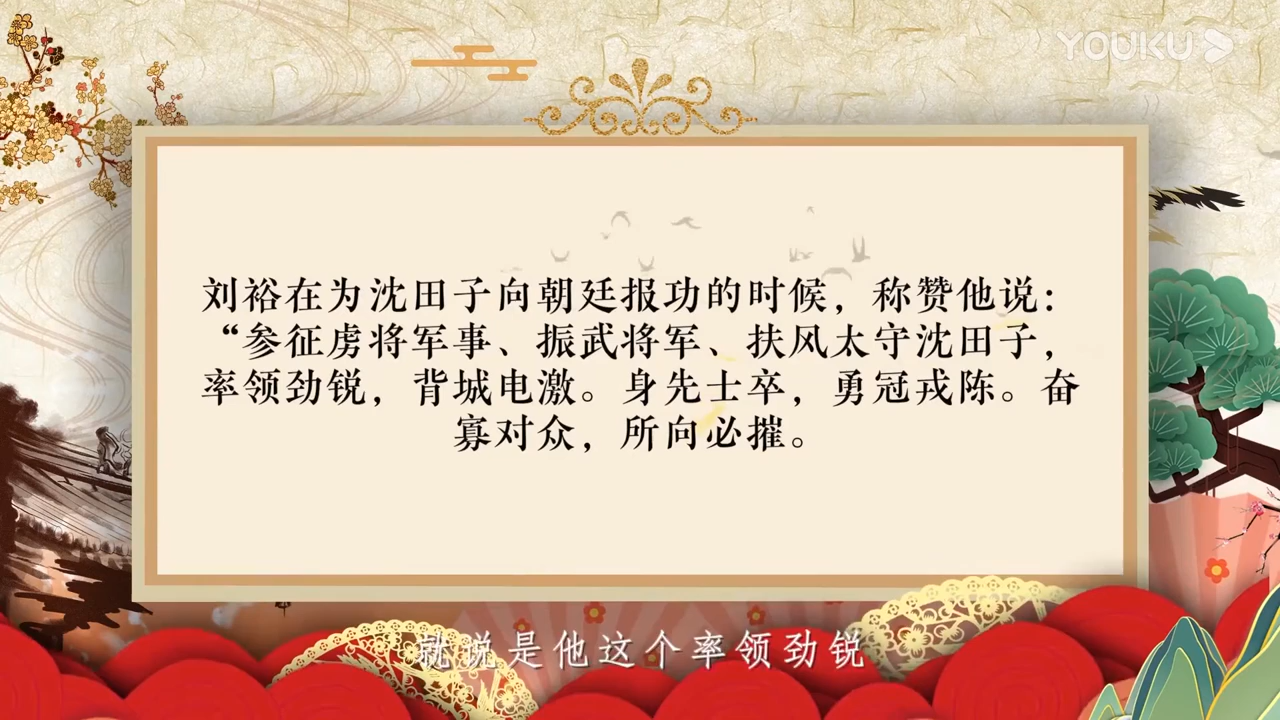 YOUKU
刘裕在为沈田子向朝廷报功的时候，称赞他说：
“参征虏将军事、振武将军、扶风太守沈田子，
率领劲锐，背城电激。身先士卒，勇冠戎陈。奋
寡对众，所向必摧。
就说是他这个率领劲锐